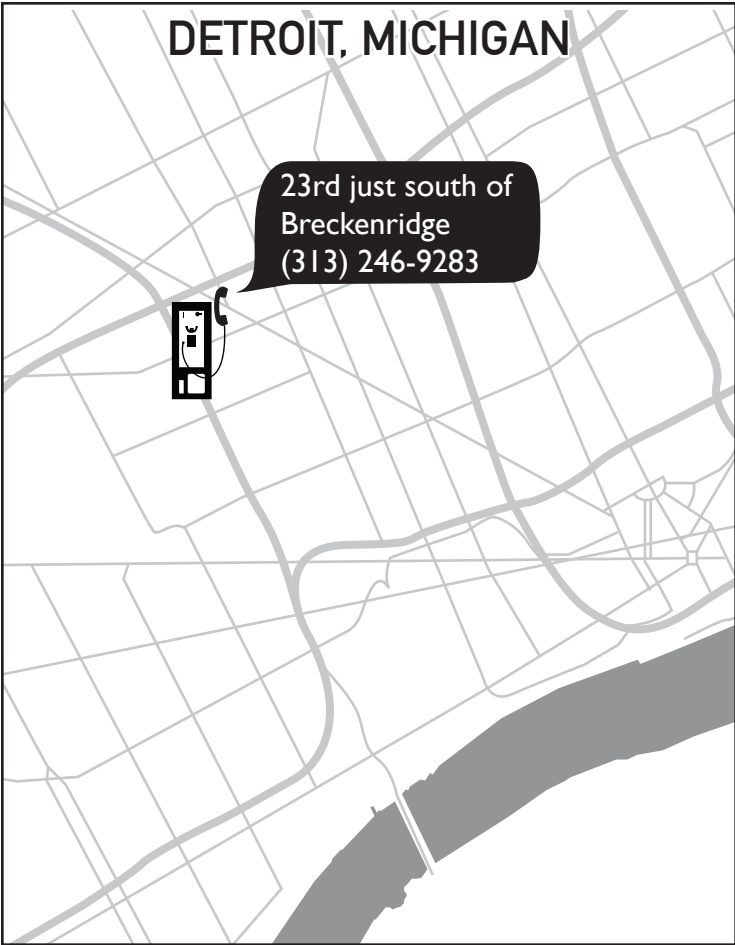 DETROIT, MICHIGAN
23rd just south of
Breckenridge
(313) 246-9283